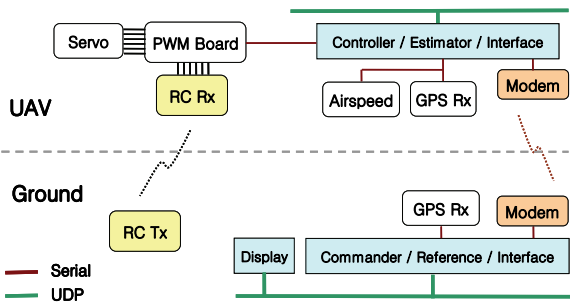 Servo
PWM Board
Controller / Estimator / Interface
RC Rx
Airspeed
GPS Rx
Modem
UAV
Ground
GPS Rx
Modem
RC Tx
Display
Commander / Reference / Interface
Serial
UDP